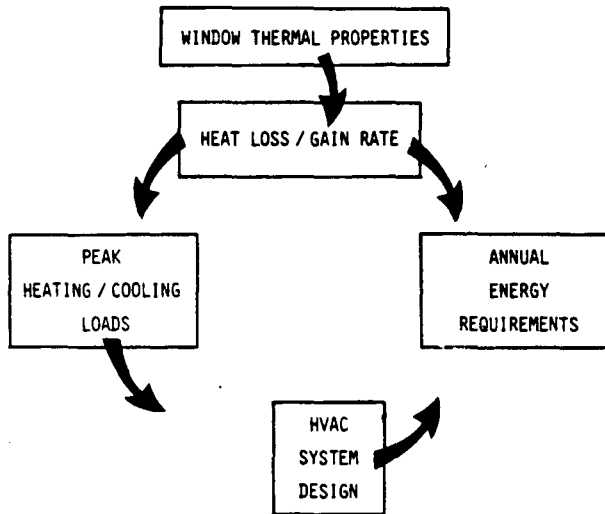 WINDOW THERMAL PROPERTIES
HEAT LOSS / GAIN RATE
PEAK
HEATING / COOLING
LOADS
ANNUAL
ENERGY
REQUIREMENTS
HVAC
SYSTEM
DESIGN